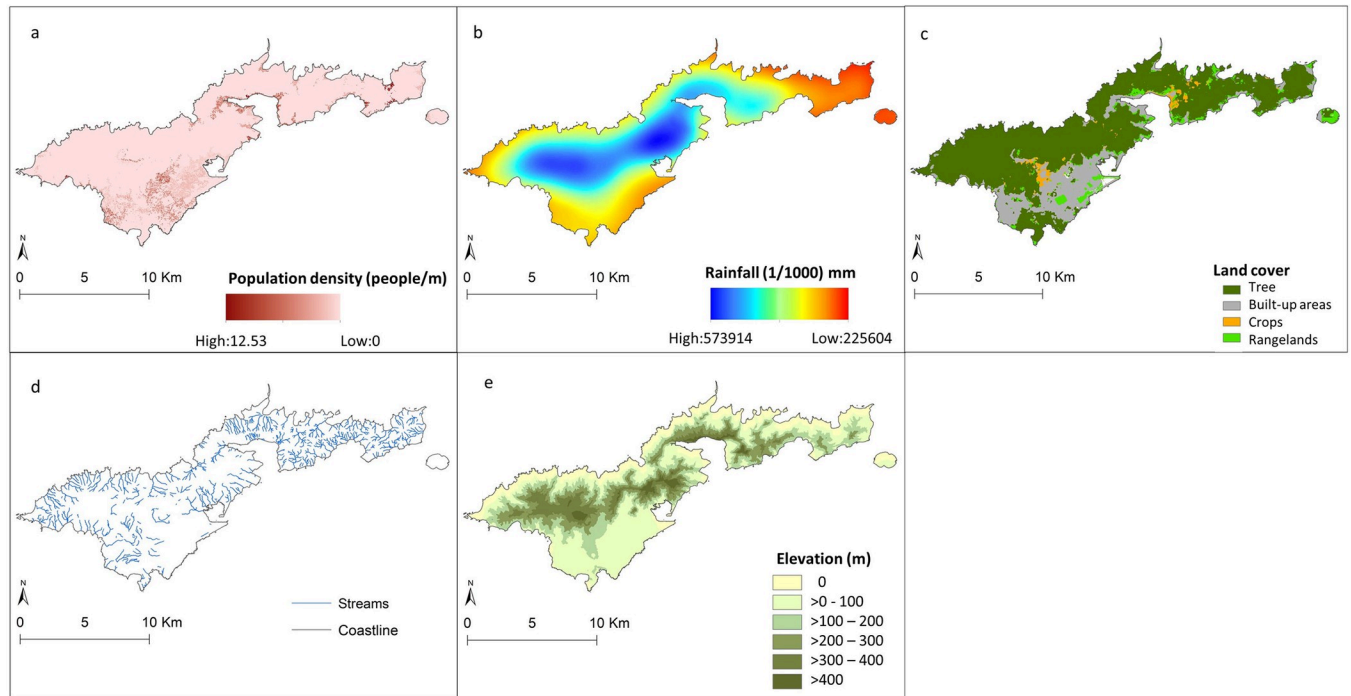 a
N
0 5 10 Km
Population density (people/m)
High:12.53 Low:0
b
Rainfall (1/1000) mm
High:573914 Low:225604
0 5 10 Km
c
N
0 5 10 Km
Land cover
Tree
Built-up areas
Crops
Rangelands
d
N
0 5 10 Km
Streams
Coastline
e
N
0 5 10 Km
Elevation (m)
0
>0 - 100
>100 – 200
>200 – 300
>300 – 400
>400